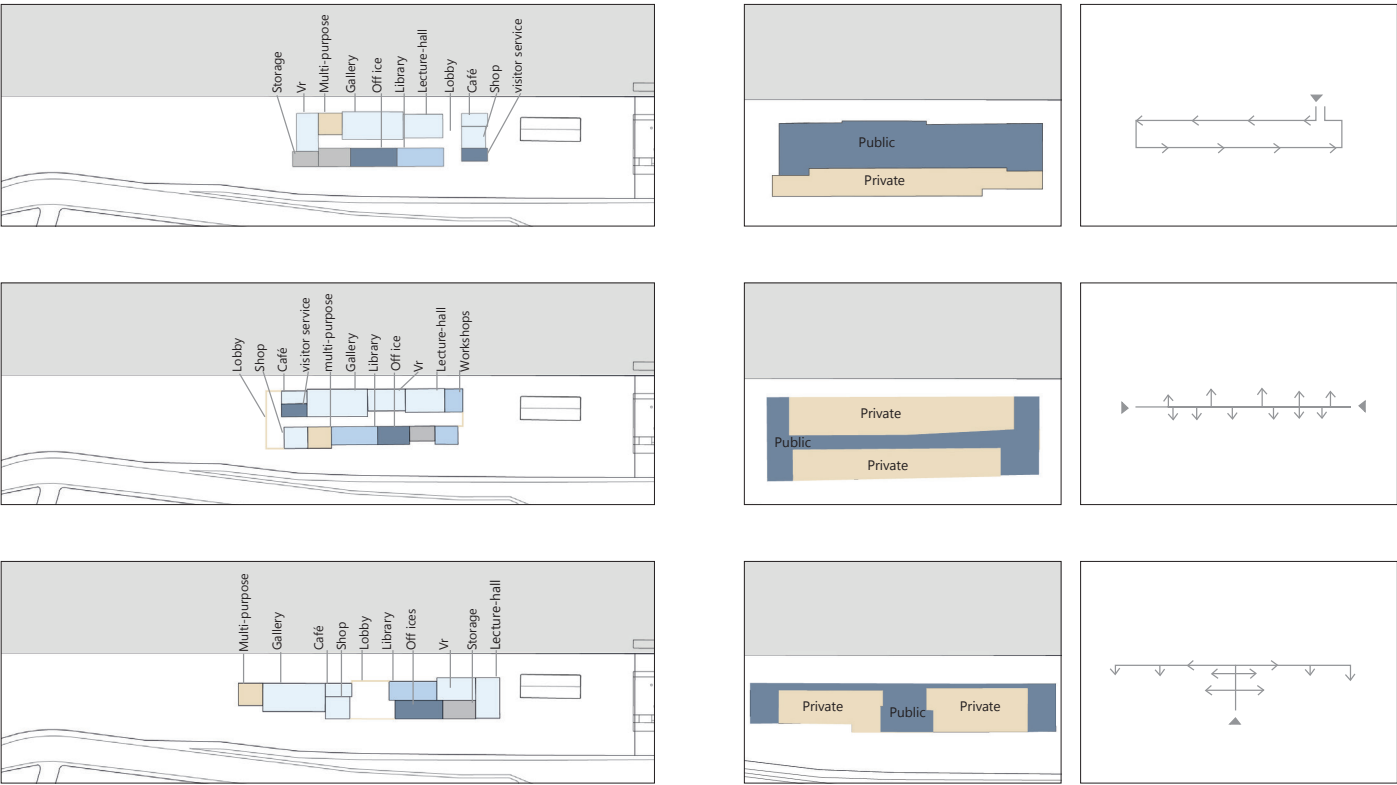 Storage
Vr
Multi-purpose
Gallery
Off ice
Library
Lecture-hall
Lobby
Café
Shop
visitor service
Public
Private
Lobby
Shop
Café
visitor service
multi-purpose
Gallery
Library
Off ice
Vr
Lecture-hall
Workshops
Private
Public
Private
Multi-purpose
Gallery
Café
Shop
Lobby
Library
Off ices
Vr
Storage
Lecture-hall
Private
Public
Private